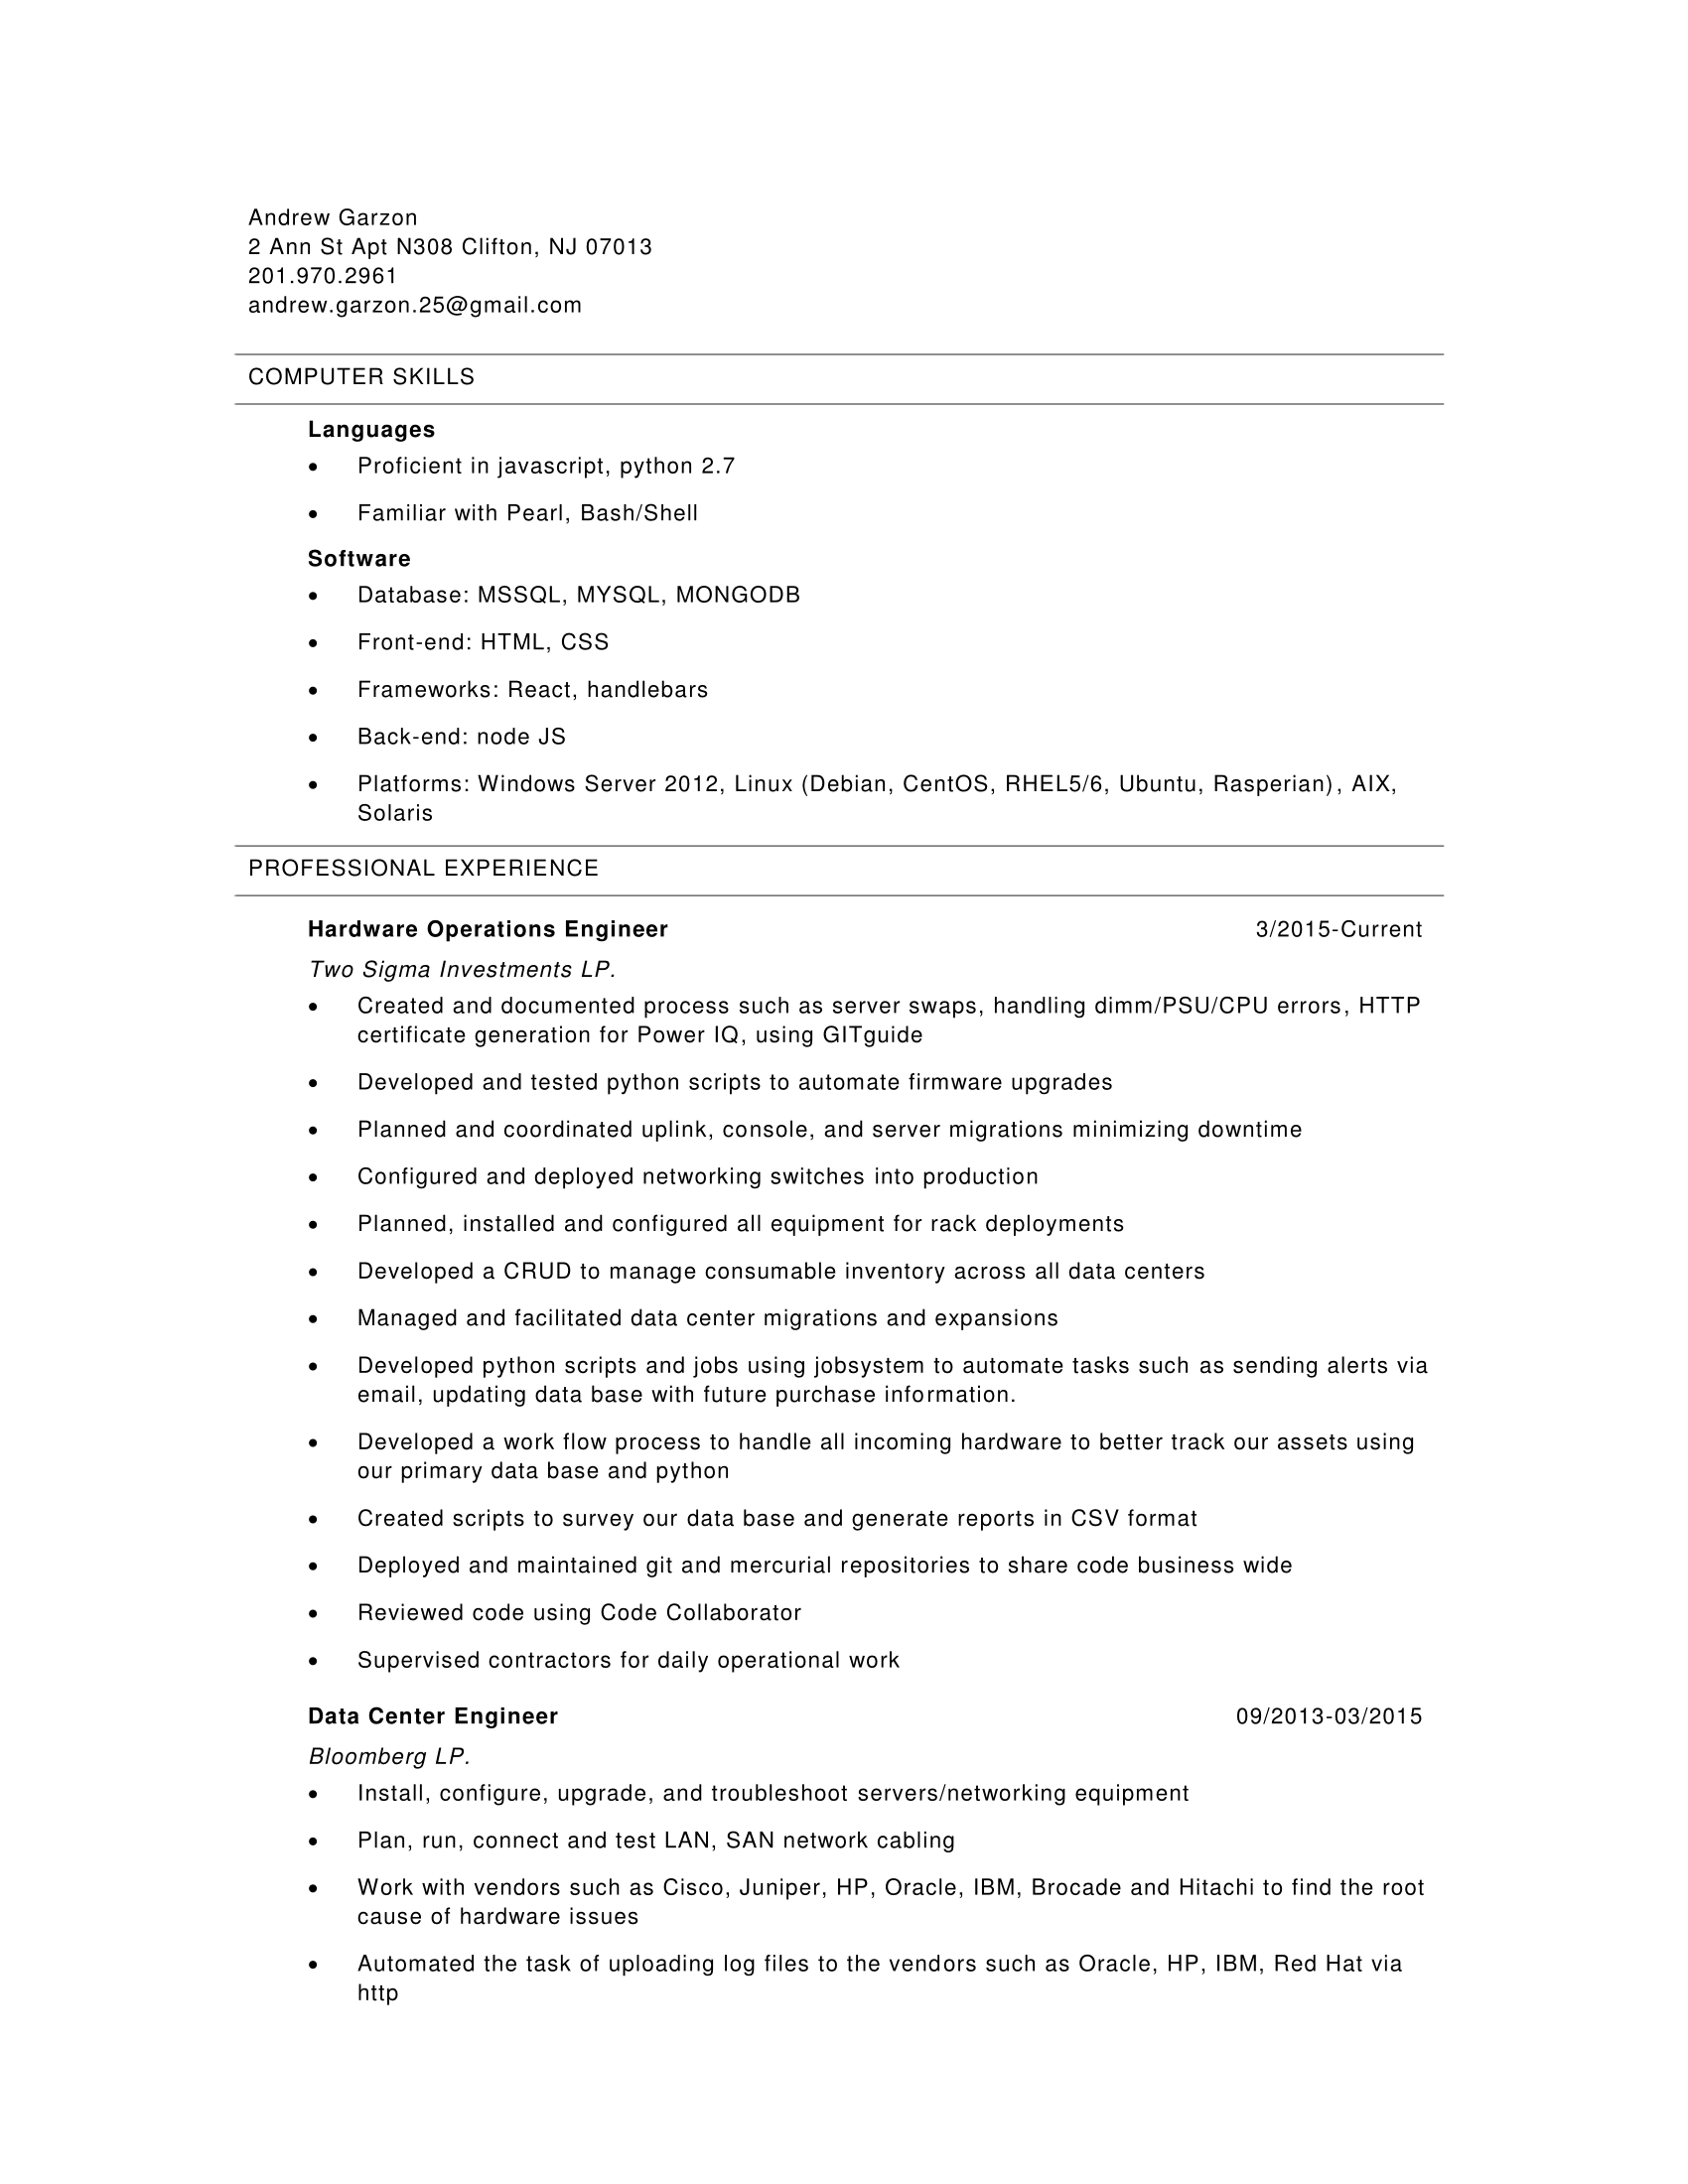 Andrew Garzon
2 Ann St Apt N308 Clifton, NJ 07013
201.970.2961
andrew.garzon.25@gmail.com
COMPUTER SKILLS
Languages
• Proficient in javascript, python 2.7
• Familiar with Pearl, Bash/Shell
Software
• Database: MSSQL, MYSQL, MONGODB
• Front-end: HTML, CSS
• Frameworks: React, handlebars
• Back-end: node JS
• Platforms: Windows Server 2012, Linux (Debian, CentOS, RHEL5/6, Ubuntu, Rasperian), AIX,
Solaris
PROFESSIONAL EXPERIENCE
Hardware Operations Engineer 3/2015-Current
Two Sigma Investments LP.
• Created and documented process such as server swaps, handling dimm/PSU/CPU errors, HTTP
certificate generation for Power IQ, using GITguide
• Developed and tested python scripts to automate firmware upgrades
• Planned and coordinated uplink, console, and server migrations minimizing downtime
• Configured and deployed networking switches into production
• Planned, installed and configured all equipment for rack deployments
• Developed a CRUD to manage consumable inventory across all data centers
• Managed and facilitated data center migrations and expansions
• Developed python scripts and jobs using jobsystem to automate tasks such as sending alerts via
email, updating data base with future purchase information.
• Developed a work flow process to handle all incoming hardware to better track our assets using
our primary data base and python
• Created scripts to survey our data base and generate reports in CSV format
• Deployed and maintained git and mercurial repositories to share code business wide
• Reviewed code using Code Collaborator
• Supervised contractors for daily operational work
Data Center Engineer 09/2013-03/2015
Bloomberg LP.
• Install, configure, upgrade, and troubleshoot servers/networking equipment
• Plan, run, connect and test LAN, SAN network cabling
• Work with vendors such as Cisco, Juniper, HP, Oracle, IBM, Brocade and Hitachi to find the root
cause of hardware issues
• Automated the task of uploading log files to the vendors such as Oracle, HP, IBM, Red Hat via
http